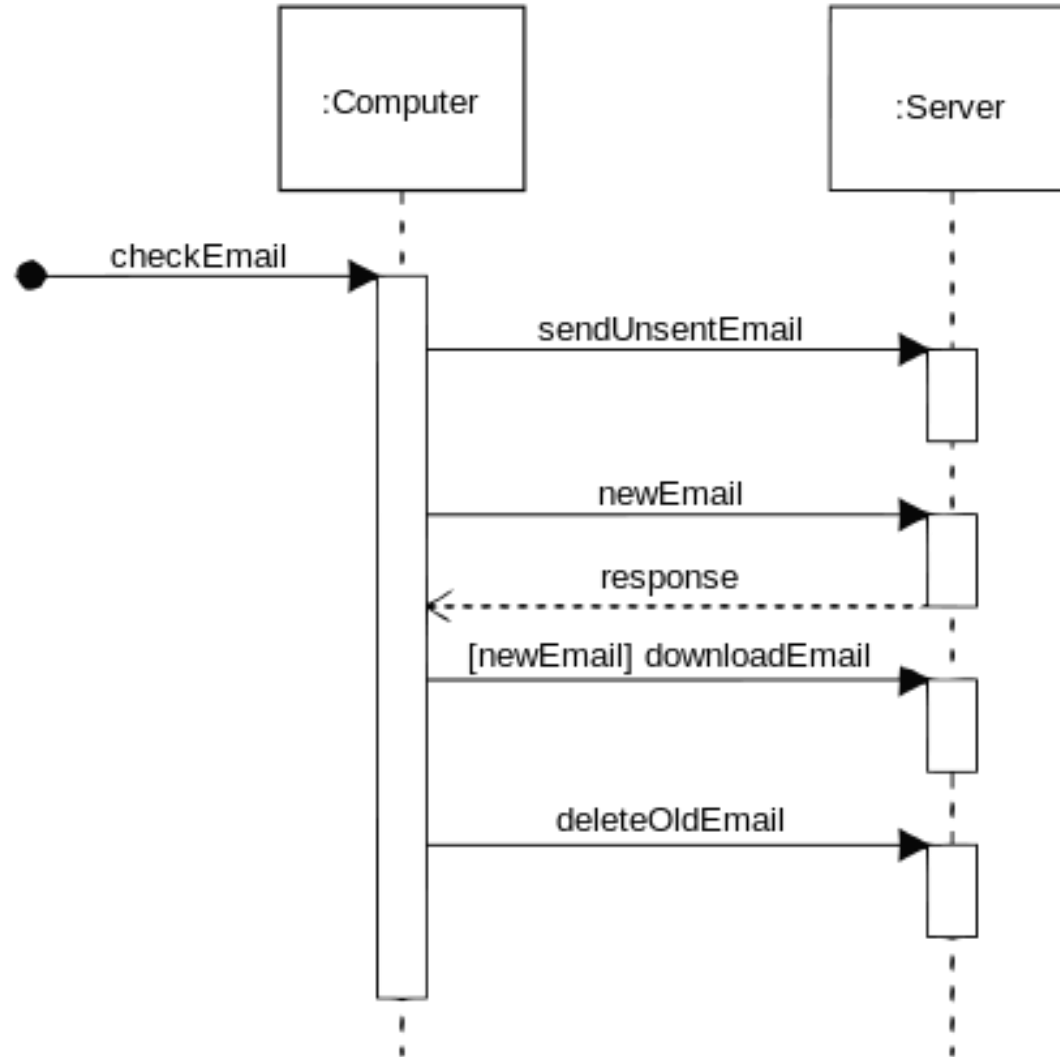 :Computer
:Server
checkEmail
sendUnsentEmail
newEmail
response
[newEmail] downloadEmail
deleteOldEmail